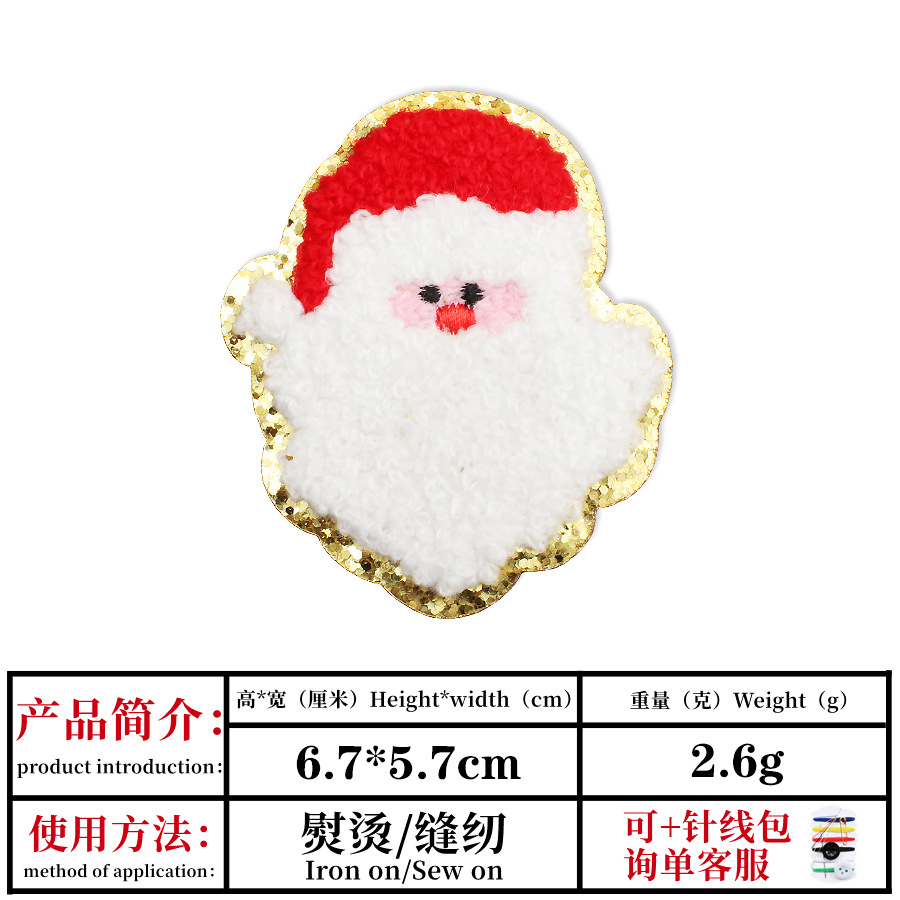 产品简介：
product introduction:
高*宽（厘米）Height*width（cm）
重量（克）Weight（g）
6.7*5.7cm
2.6g
使用方法：
method of application：
熨烫/缝纫
Iron on/Sew on
可+针线包
询单客服